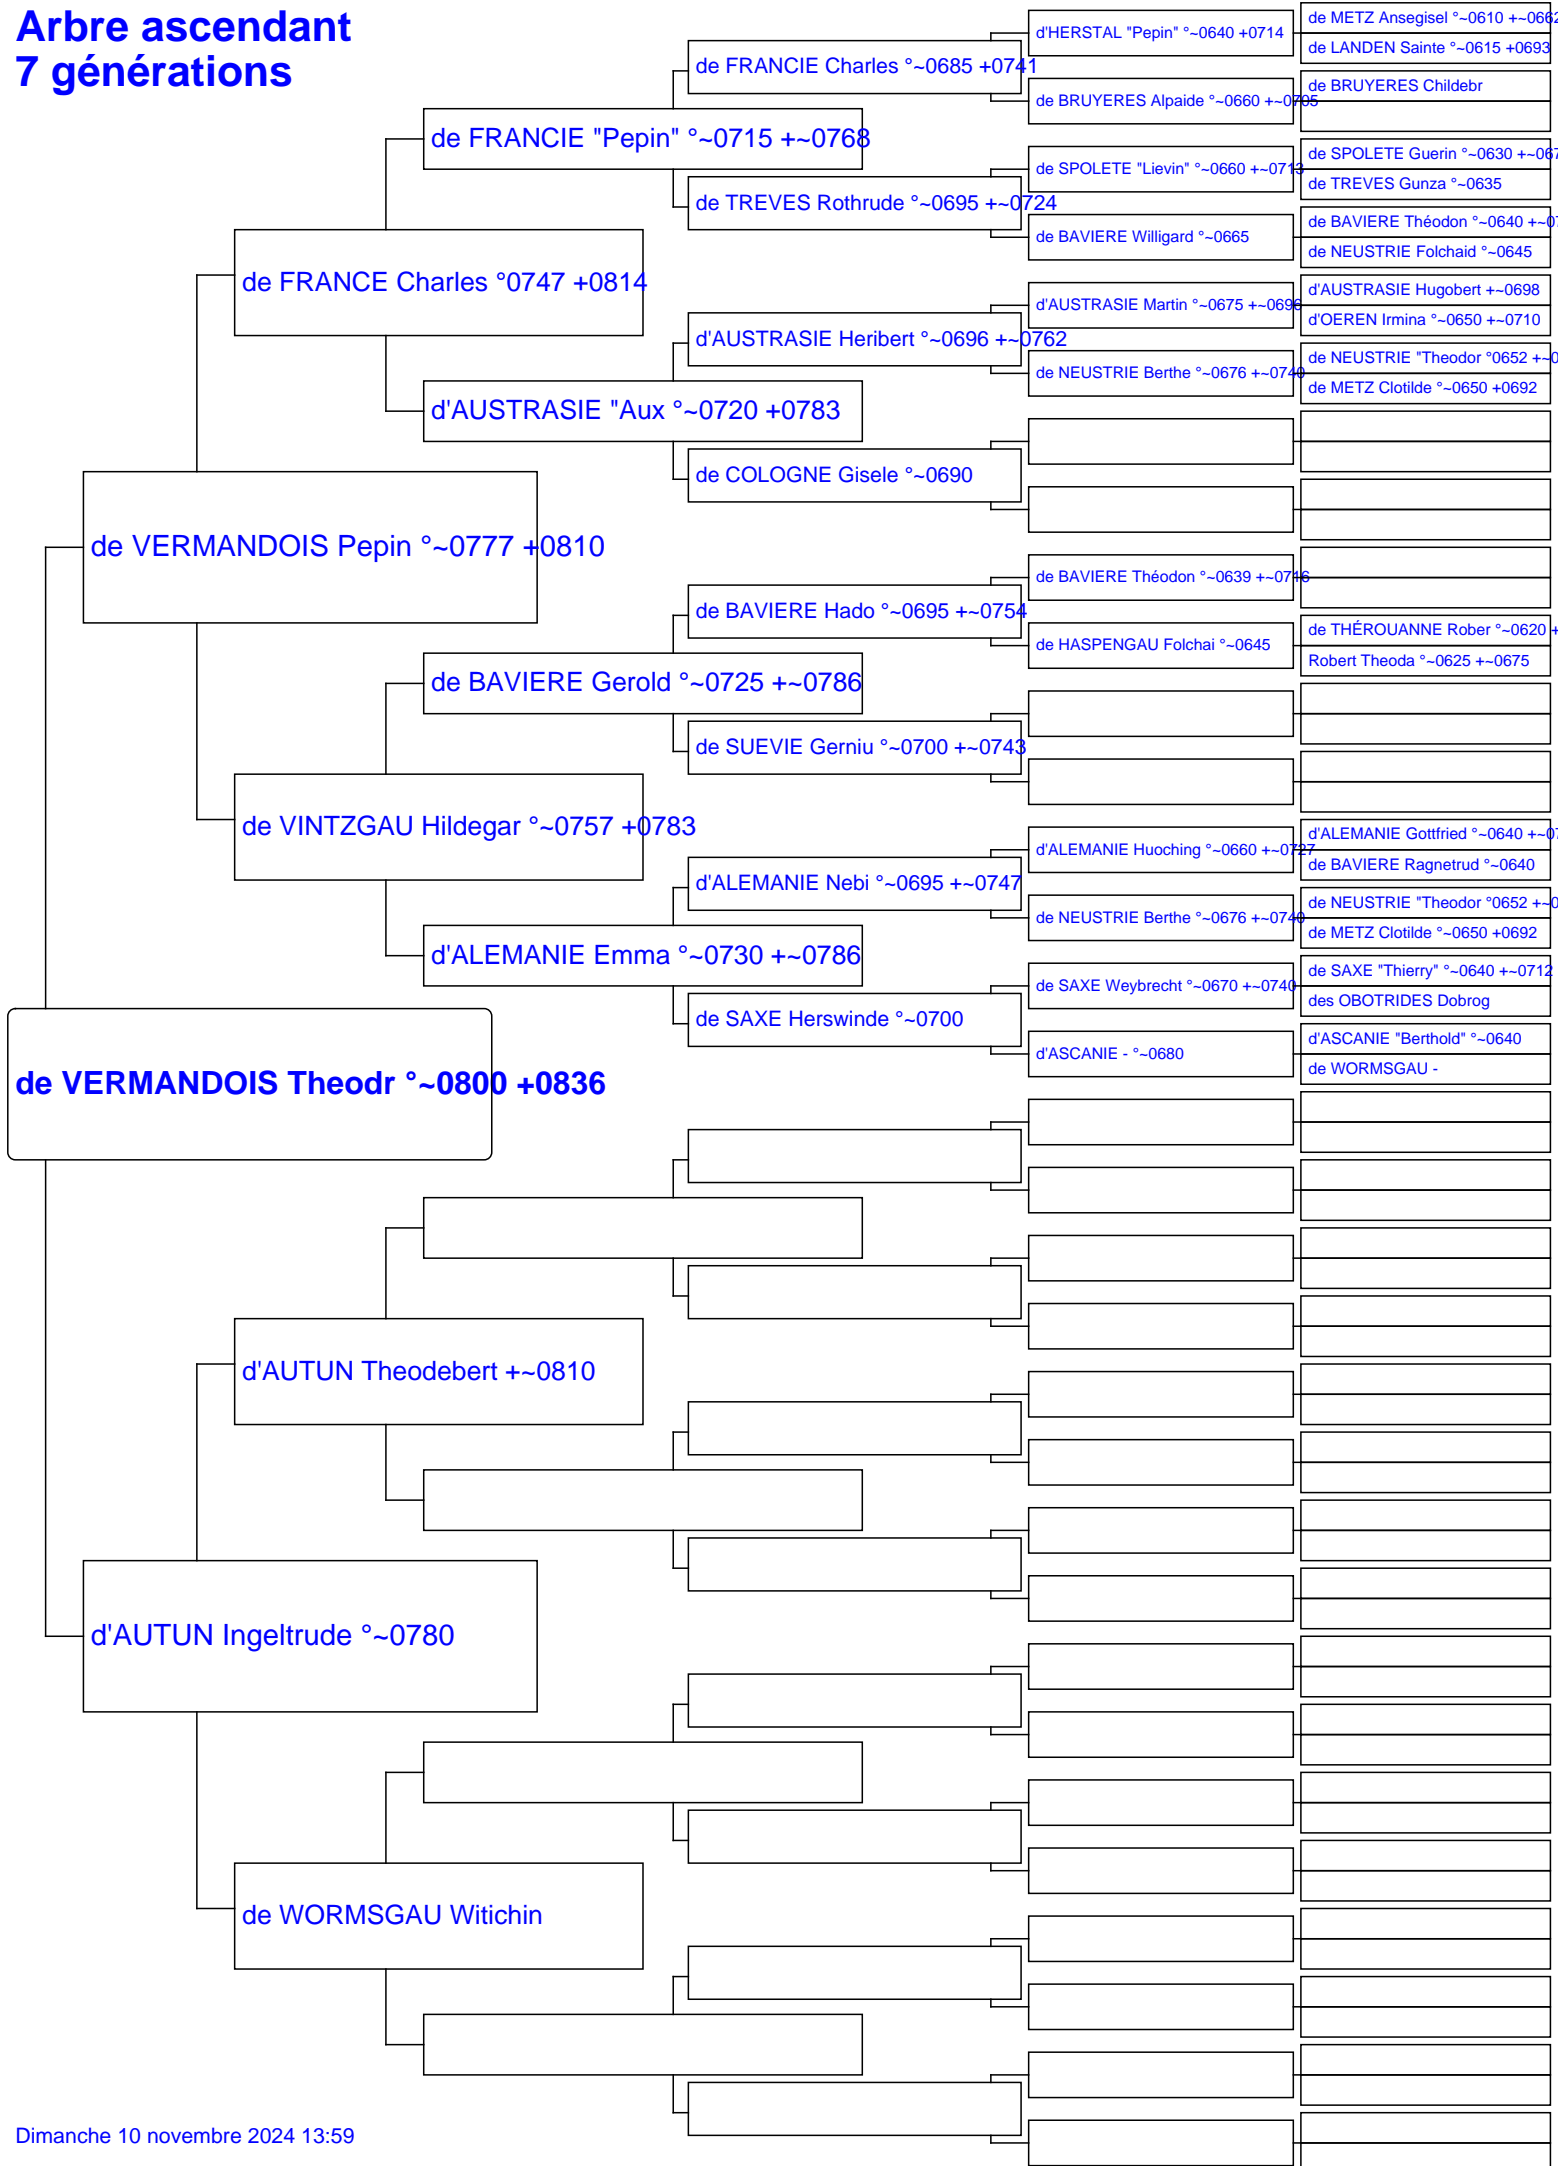 Arbre ascendant
7 générations
d'HERSTAL "Pepin" °~0640 +0714
de METZ Ansegisel °~0610 +~0662
de LANDEN Sainte °~0615 +0693
de FRANCIE Charles °~0685 +0741
de BRUYERES Alpaide °~0660 +~0705
de BRUYERES Childebr
de FRANCIE "Pepin" °~0715 +~0768
de SPOLETE "Lievin" °~0660 +~0713
de SPOLETE Guerin °~0630 +~067
de TREVES Gunza °~0635
de TREVES Rothrude °~0695 +~0724
de BAVIERE Willigard °~0665
de BAVIERE Théodon °~0640 +~07
de NEUSTRIE Folchaid °~0645
de FRANCE Charles °0747 +0814
d'AUSTRASIE Martin °~0675 +~0696
d'AUSTRASIE Hugobert +~0698
d'OEREN Irmina °~0650 +~0710
d'AUSTRASIE Heribert °~0696 +~0762
de NEUSTRIE Berthe °~0676 +~0740
de NEUSTRIE "Theodor °0652 +~0
de METZ Clotilde °~0650 +0692
d'AUSTRASIE "Aux °~0720 +0783
de COLOGNE Gisele °~0690
de VERMANDOIS Pepin °~0777 +0810
de BAVIERE Théodon °~0639 +~0716
de BAVIERE Hado °~0695 +~0754
de HASPENGAU Folchai °~0645
de THÉROUANNE Rober °~0620 +
Robert Theoda °~0625 +~0675
de BAVIERE Gerold °~0725 +~0786
de SUEVIE Gerniu °~0700 +~0743
de VINTZGAU Hildegar °~0757 +0783
d'ALEMANIE Huoching °~0660 +~0727
d'ALEMANIE Gottfried °~0640 +~07
de BAVIERE Ragnetrud °~0640
d'ALEMANIE Nebi °~0695 +~0747
de NEUSTRIE Berthe °~0676 +~0740
de NEUSTRIE "Theodor °0652 +~0
de METZ Clotilde °~0650 +0692
d'ALEMANIE Emma °~0730 +~0786
de SAXE Weybrecht °~0670 +~0740
de SAXE "Thierry" °~0640 +~0712
des OBOTRIDES Dobrog
de SAXE Herswinde °~0700
d'ASCANIE - °~0680
d'ASCANIE "Berthold" °~0640
de WORMSGAU -
de VERMANDOIS Theodr °~0800 +0836
d'AUTUN Theodebert +~0810
d'AUTUN Ingeltrude °~0780
de WORMSGAU Witichin
Dimanche 10 novembre 2024 13:59